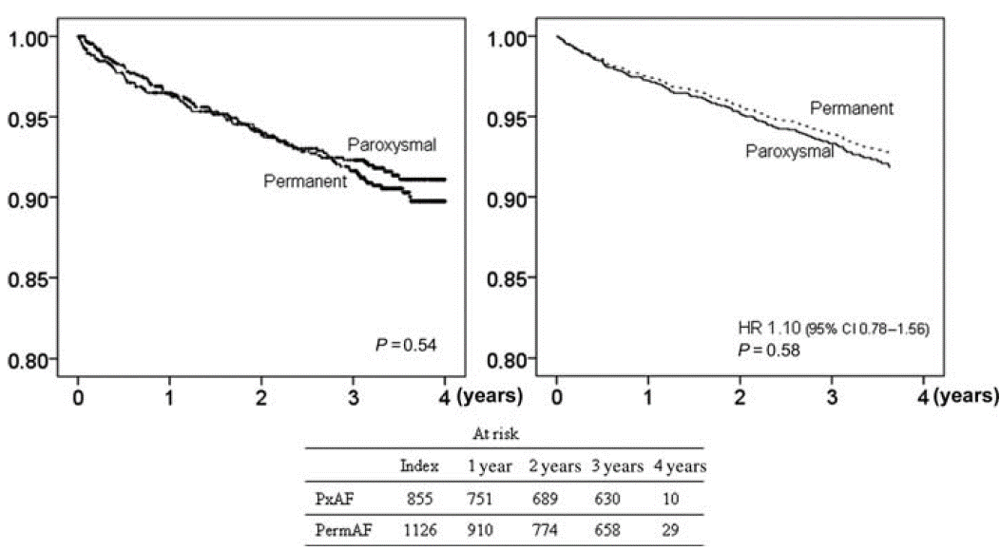 1.00
0.95
0.90
0.85
0.80
Paroxysmal
Permanent
P = 0.54
0 1 2 3 4 (years)
1.00
0.95
0.90
0.85
0.80
Permanent
Paroxysmal
HR 1.10 (95% CI 0.78–1.56)
P = 0.58
0 1 2 3 4 (years)
At risk
Index 1 year 2 years 3 years 4 years
PxAF 855 751 689 630 10
PermAF 1126 910 774 658 29